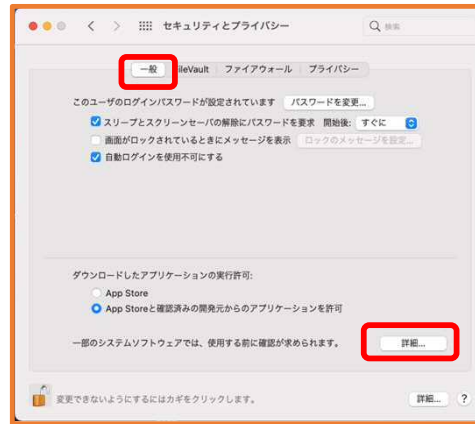 セキュリティとプライバシー
検索
一般 FileVault ファイアウォール プライバシー
このユーザのログインパスワードが設定されています パスワードを変更...
スリープとスクリーンセーバの解除にパスワードを要求 開始後: すぐに
画面がロックされているときにメッセージを表示 ロックのメッセージを設定...
自動ログインを使用不可にする
ダウンロードしたアプリケーションの実行許可:
App Store
App Storeと確認済みの開発元からのアプリケーションを許可
一部のシステムソフトウェアでは、使用する前に確認が求められます。 詳細...
変更できないようにするにはカギをクリックします。 詳細... ?